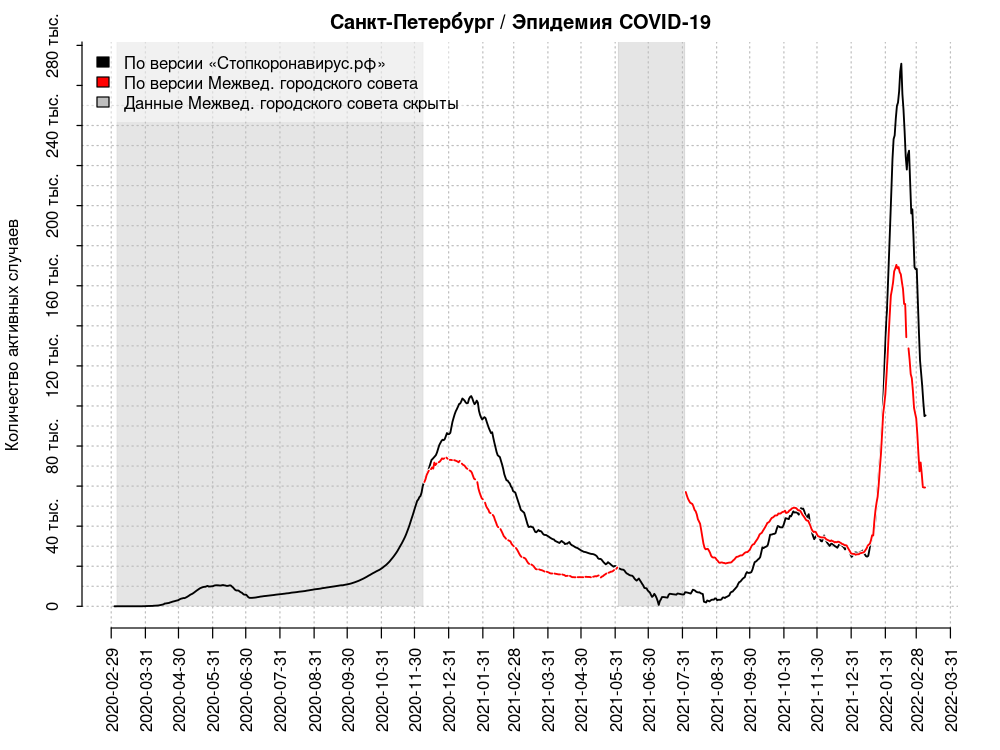 Санкт-Петербург / Эпидемия COVID-19
По версии «Стопкоронавирус.рф»
По версии Межвед. городского совета
Данные Межвед. городского совета скрыты
Количество активных случаев
280 тыс.
240 тыс.
200 тыс.
160 тыс.
120 тыс.
80 тыс.
40 тыс.
0
2020-02-29
2020-03-31
2020-04-30
2020-05-31
2020-06-30
2020-07-31
2020-08-31
2020-09-30
2020-10-31
2020-11-30
2020-12-31
2021-01-31
2021-02-28
2021-03-31
2021-04-30
2021-05-31
2021-06-30
2021-07-31
2021-08-31
2021-09-30
2021-10-31
2021-11-30
2021-12-31
2022-01-31
2022-02-28
2022-03-31